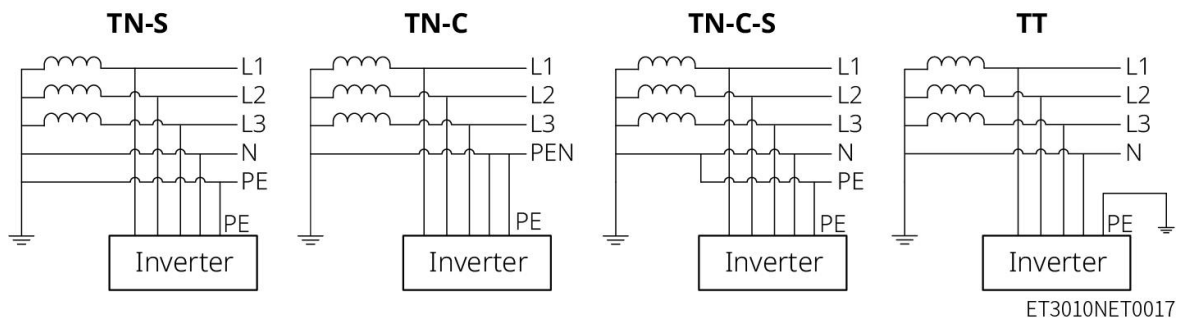 TN-S
L1
L2
L3
N
PE
PE
Inverter
TN-C
L1
L2
L3
PEN
PE
Inverter
TN-C-S
L1
L2
L3
N
PE
PE
Inverter
TT
L1
L2
L3
N
PE
Inverter
ET3010NET0017